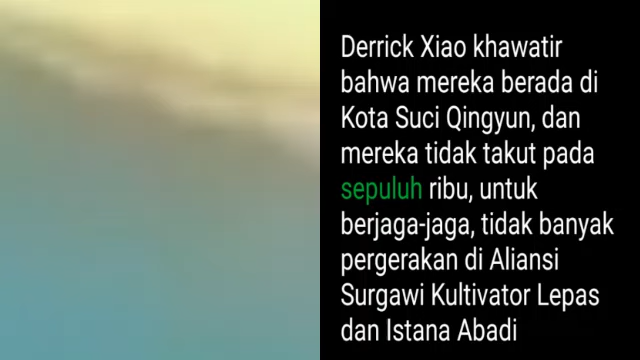 Derrick Xiao khawatir
bahwa mereka berada di
Kota Suci Qingyun, dan
mereka tidak takut pada
sepuluh ribu, untuk
berjaga-jaga, tidak banyak
pergerakan di Aliansi
Surgawi Kultivator Lepas
dan Istana Abadi